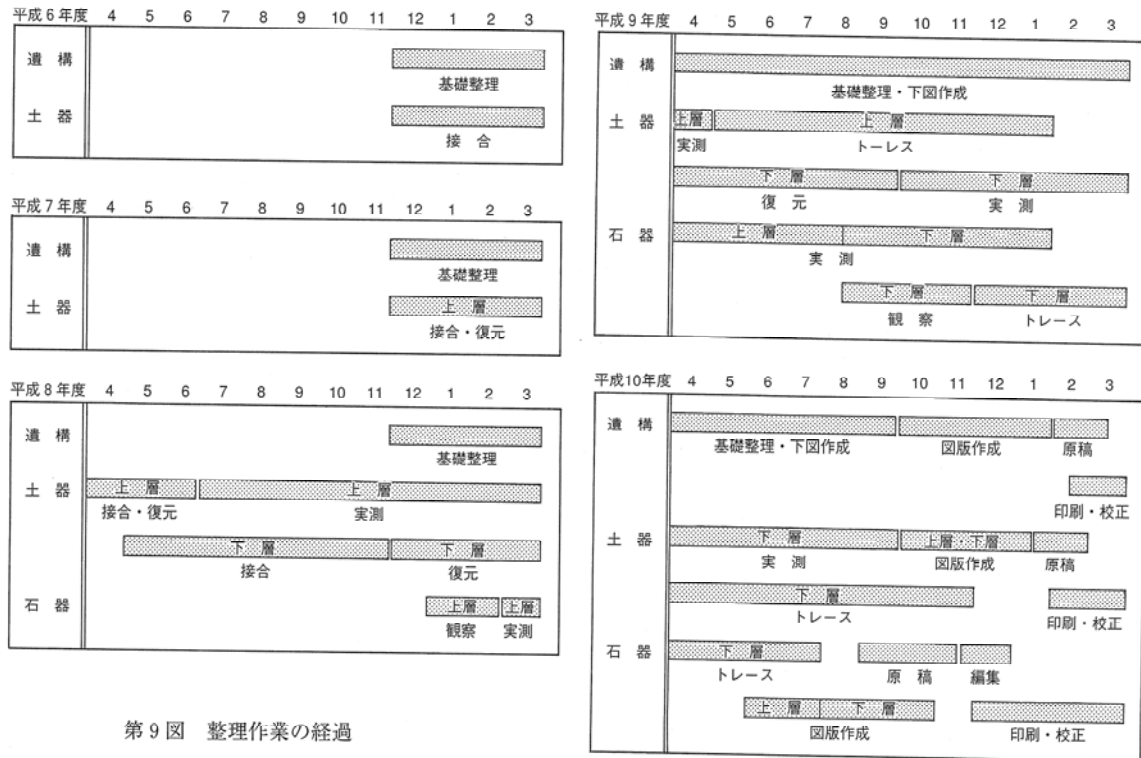 平成6年度 4 5 6 7 8 9 10 11 12 1 2 3
遺構
基礎整理
土器
接合
平成7年度 4 5 6 7 8 9 10 11 12 1 2 3
遺構
基礎整理
土器 上層
接合・復元
平成8年度 4 5 6 7 8 9 10 11 12 1 2 3
遺構
基礎整理
土器 上層 上層
接合・復元 実測
下層 下層
接合 復元
石器 上層 上層
観察 実測
第9図 整理作業の経過
平成9年度 4 5 6 7 8 9 10 11 12 1 2 3
遺構
基礎整理・下図作成
土器 上層 上層
実測 トーレス
下層 下層
復元 実測
石器 上層 下層
実測
下層 下層
観察 トレース
平成10年度 4 5 6 7 8 9 10 11 12 1 2 3
遺構
基礎整理・下図作成 図版作成 原稿
印刷・校正
土器 下層 上層・下層
実測 図版作成 原稿
下層
トレース 印刷・校正
石器 下層
トレース 原稿 編集
上層 下層
図版作成 印刷・校正